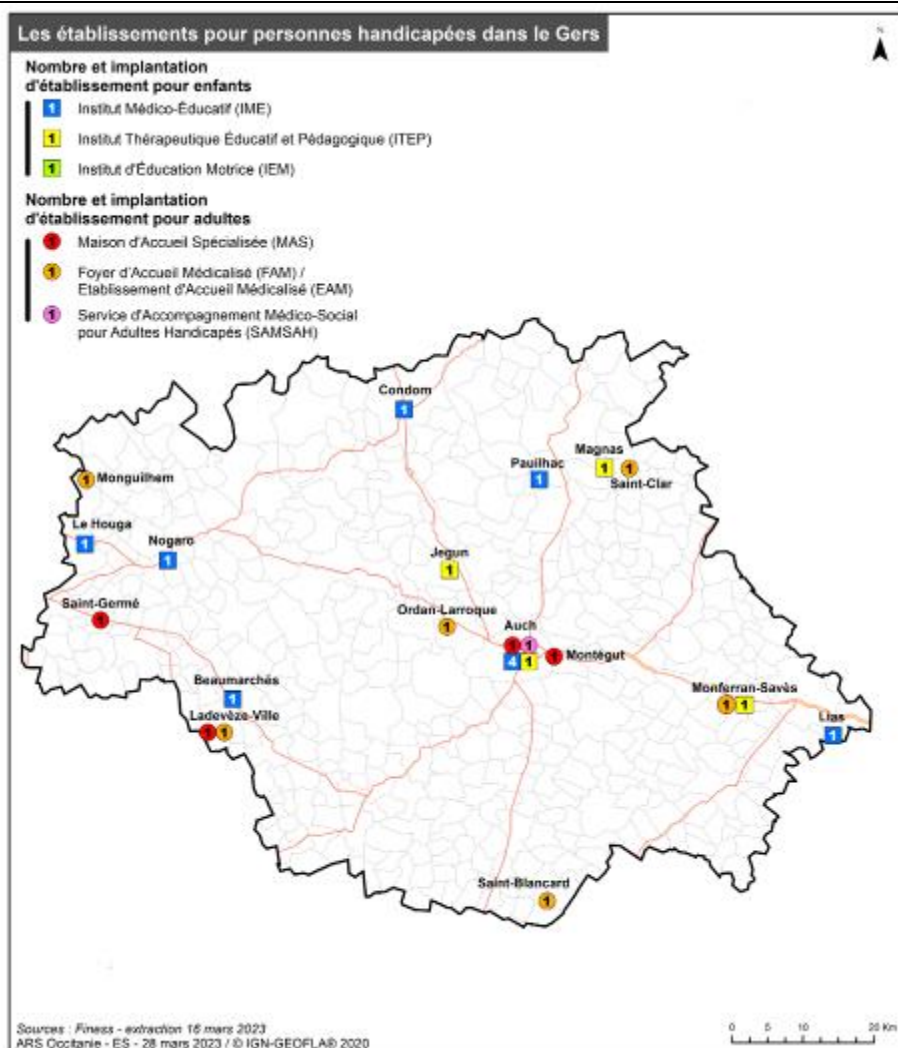 Les établissements pour personnes handicapées dans le Gers
N
Nombre et implantation
d'établissement pour enfants
1 Institut Médico-Éducatif (IME)
1 Institut Thérapeutique Éducatif et Pédagogique (ITEP)
1 Institut d'Éducation Motrice (IEM)
Nombre et implantation
d'établissement pour adultes
1 Maison d'Accueil Spécialisée (MAS)
1 Foyer d'Accueil Médicalisé (FAM) /
Etablissement d'Accueil Médicalisé (EAM)
1 Service d'Accompagnement Médico-Social
pour Adultes Handicapés (SAMSAH)
Condom
1
Magnas
Pauilhac
1 1
1
Saint-Clar
1 Monguilhem
Le Houga
1
Nogaro
1
Jegun
1
Saint-Germé
1
Ordan-Larroque
1
Auch
1 1
4 1
1 Montégut
Beaumarchés
1
Monferran-Savès
1 1
Lias
1
Ladevèze-Ville
1 1
Saint-Blancard
1
Sources : Finess - extraction 16 mars 2023
ARS Occitanie - ES - 28 mars 2023 / © IGN-GEOFLA® 2020
0 5 10 20 Km